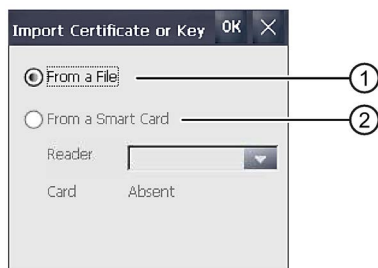 Import Certificate or Key OK ×
From a File 1
From a Smart Card 2
Reader
Card Absent